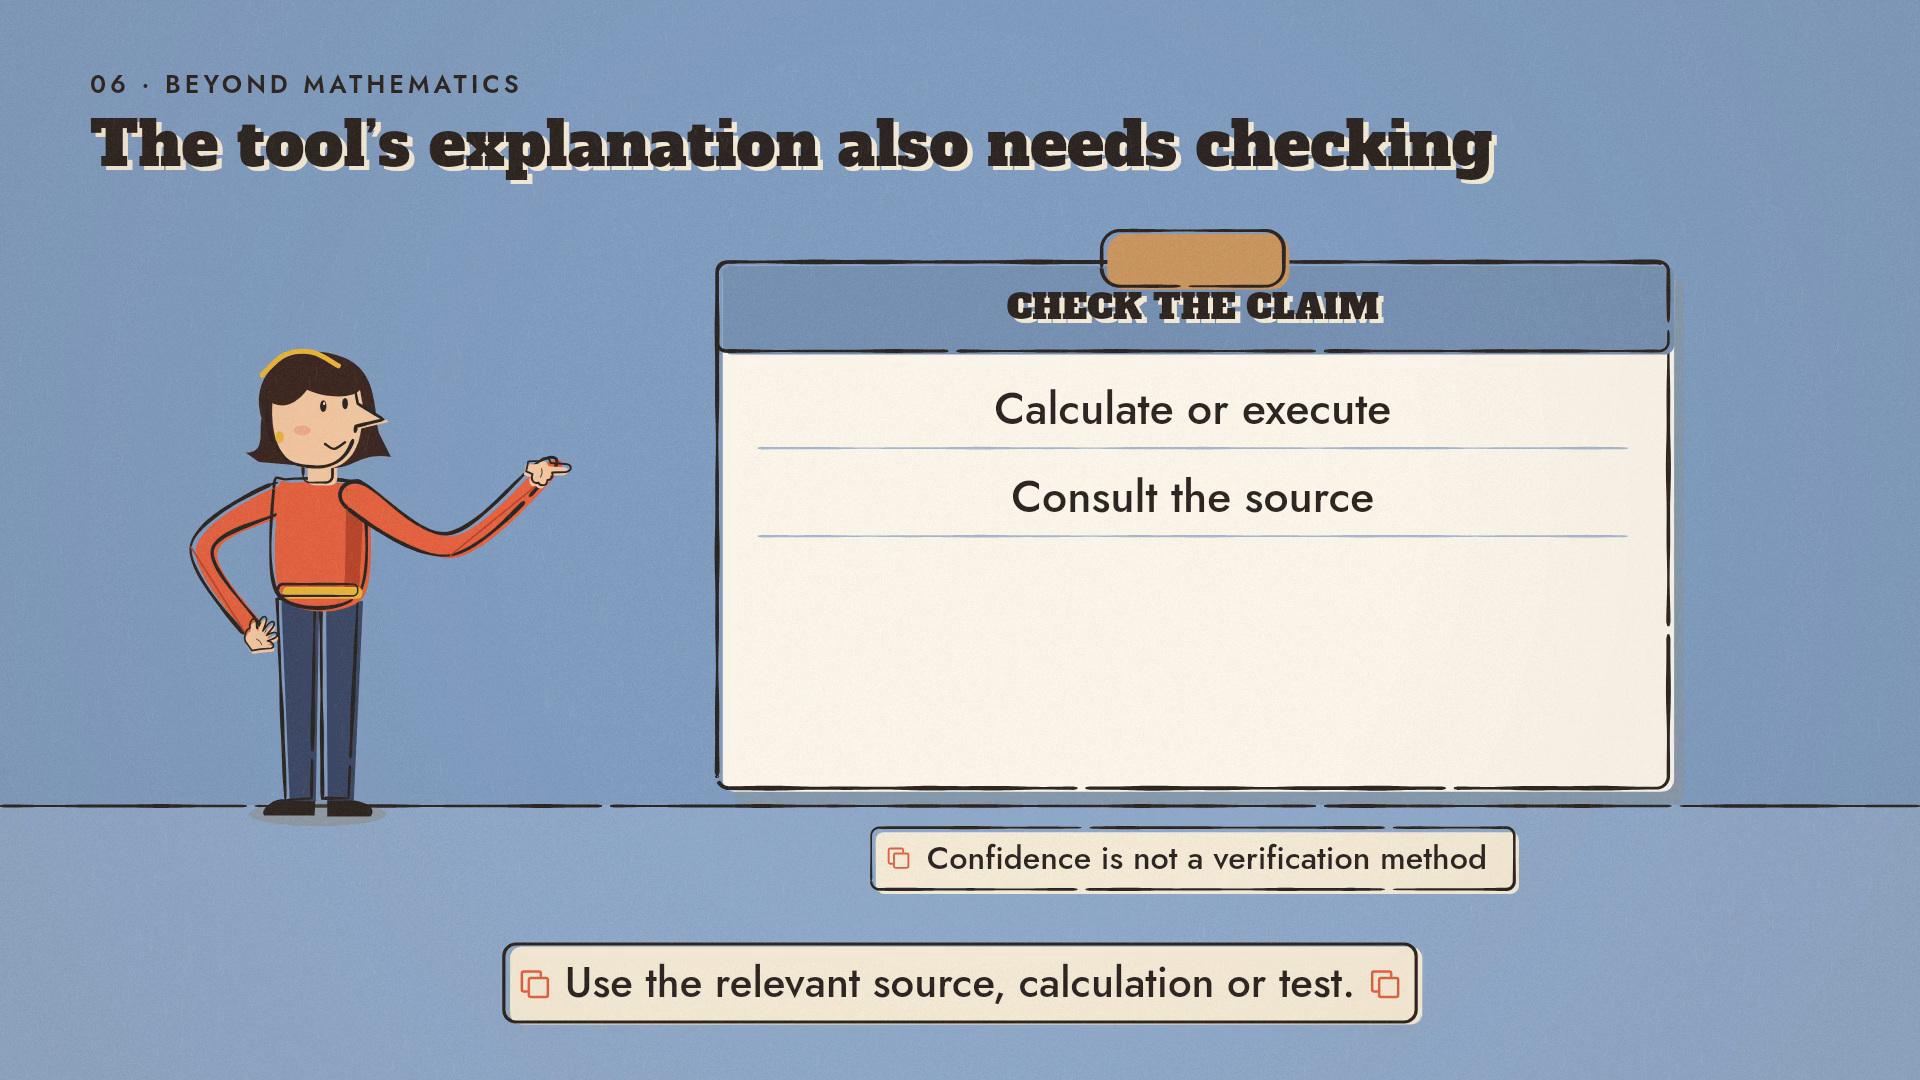 06 · BEYOND MATHEMATICS
The tool's explanation also needs checking
CHECK THE CLAIM
Calculate or execute
Consult the source
Confidence is not a verification method
Use the relevant source, calculation or test.